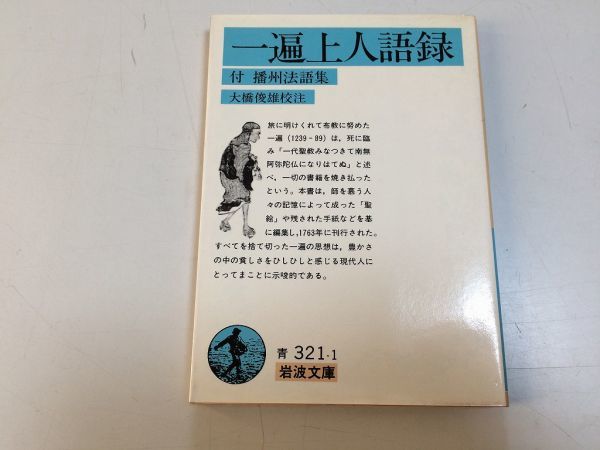 一遍上人語録
付 播州法語集
大橋俊雄校注
旅に明けくれて布教に努めた
一遍(1239-89)は,死に臨
み「一代聖教みなつきて南無
阿弥陀仏になりはてぬ」と述
べ,一切の書籍を焼き払った
という。本書は,師を慕う人
々の記憶によって成った「聖
絵」や残された手紙などを基
に編集し,1763年に刊行された。
すべてを捨て切った一遍の思想は,豊かさ
の中の貧しさをひしひしと感じる現代人に
とってまことに示唆的である。
青 321-1
岩波文庫